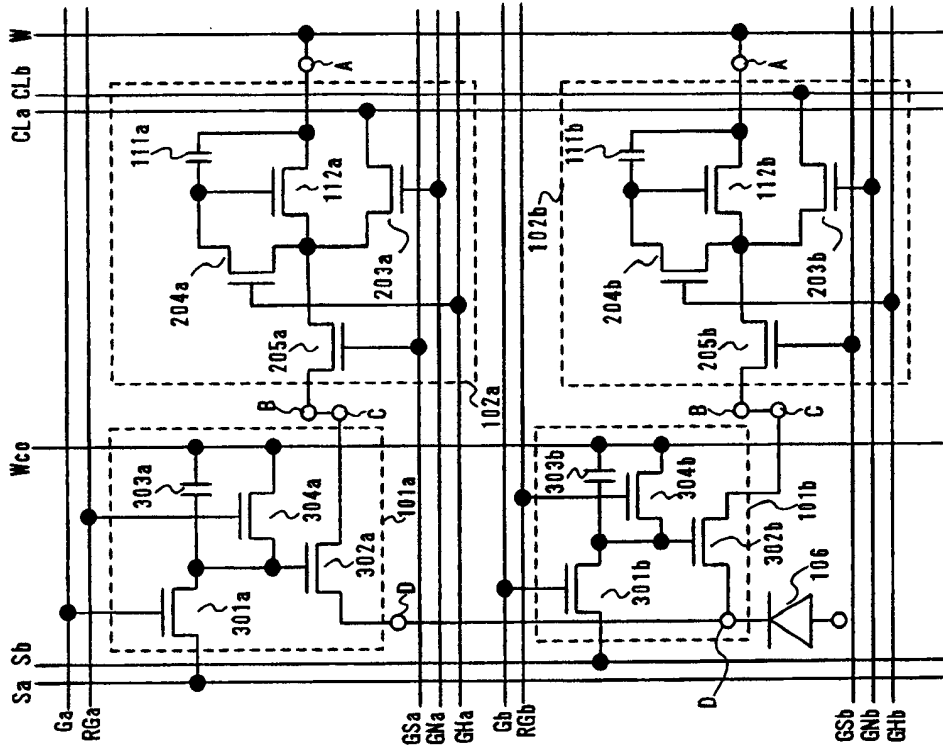 W
CLb
CLa
Wco
Sb
Sa
Ga
RGa
GSa
GNa
GHa
Gb
RGb
GSb
GNb
GHb
A
111a
112a
204a
203a
205a
102a
B
C
303a
304a
101a
302a
301a
D
A
111b
112b
102b
204b
203b
205b
B
C
303b
304b
101b
302b
301b
106
D